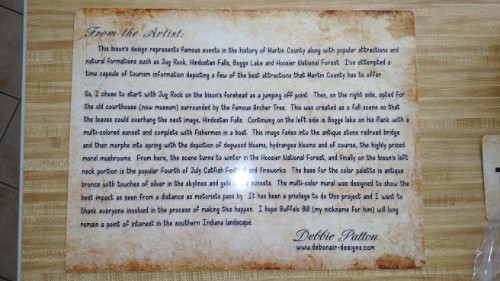 From the Artist:
This bison's design represents famous events in the history of Martin County along with popular attractions and
natural formations such as Jug Rock, Hindostan Falls, Boggs Lake and Hoosier National Forest. I've attempted a
time capsule of tourism information depicting a few of the best attractions that Martin County has to offer.
So, I chose to start with Jug Rock on the bison's forehead as a jumping off point. Then, on the right side, opted for
the old courthouse (now museum) surrounded by the famous Archer Tree. This was created as a fall scene so that
the leaves could overhang the next image, Hindostan Falls. Continuing on the left side is Boggs lake on his flank with a
multi-colored sunset and complete with fishermen in a boat. This image fades into the antique stone railroad bridge
and then morphs into spring with the depiction of dogwood blooms, hydrangea blooms and of course, the highly prized
morel mushrooms. From here, the scene turns to winter in the Hoosier National Forest, and finally on the bison's left
neck portion is the popular Fourth of July Catfish Festival and fireworks. The base for the color palette is antique
bronze with touches of silver in the skylines and gold sunsets. The multi-color mural was designed to show the
best impact as seen from a distance as motorists pass by. It has been a privilege to do this project and I want to
thank everyone involved in the process of making this happen. I hope Buffalo Bill (my nickname for him) will long
remain a point of interest in the southern Indiana landscape.
Debbie Patton
www.debonair-designs.com